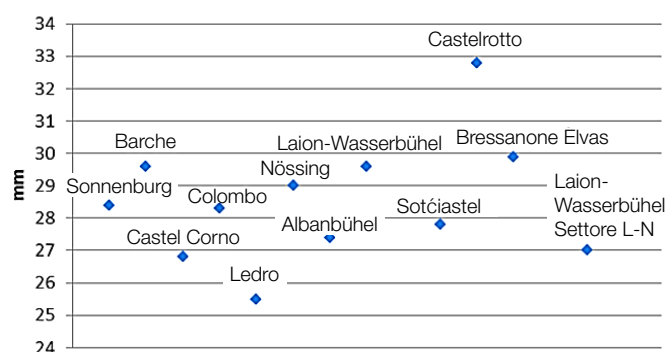 34
33
32
31
30
29
28
27
26
25
24
mm
Castelrotto
Barche
Laion-Wasserbühel
Bressanone Elvas
Nössing
Sonnenburg
Colombo
Sotćiastel
Laion-
Wasserbühel
Settore L-N
Albanbühel
Castel Corno
Ledro